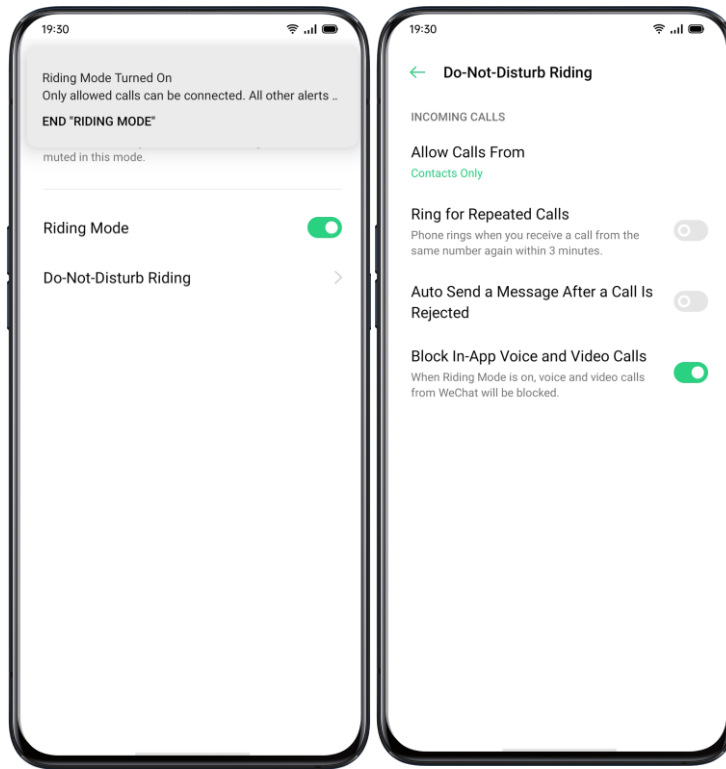 19:30
Riding Mode Turned On
Only allowed calls can be connected. All other alerts ..
END "RIDING MODE"
muted in this mode.
Riding Mode
Do-Not-Disturb Riding
19:30
Do-Not-Disturb Riding
INCOMING CALLS
Allow Calls From
Contacts Only
Ring for Repeated Calls
Phone rings when you receive a call from the
same number again within 3 minutes.
Auto Send a Message After a Call Is
Rejected
Block In-App Voice and Video Calls
When Riding Mode is on, voice and video calls
from WeChat will be blocked.